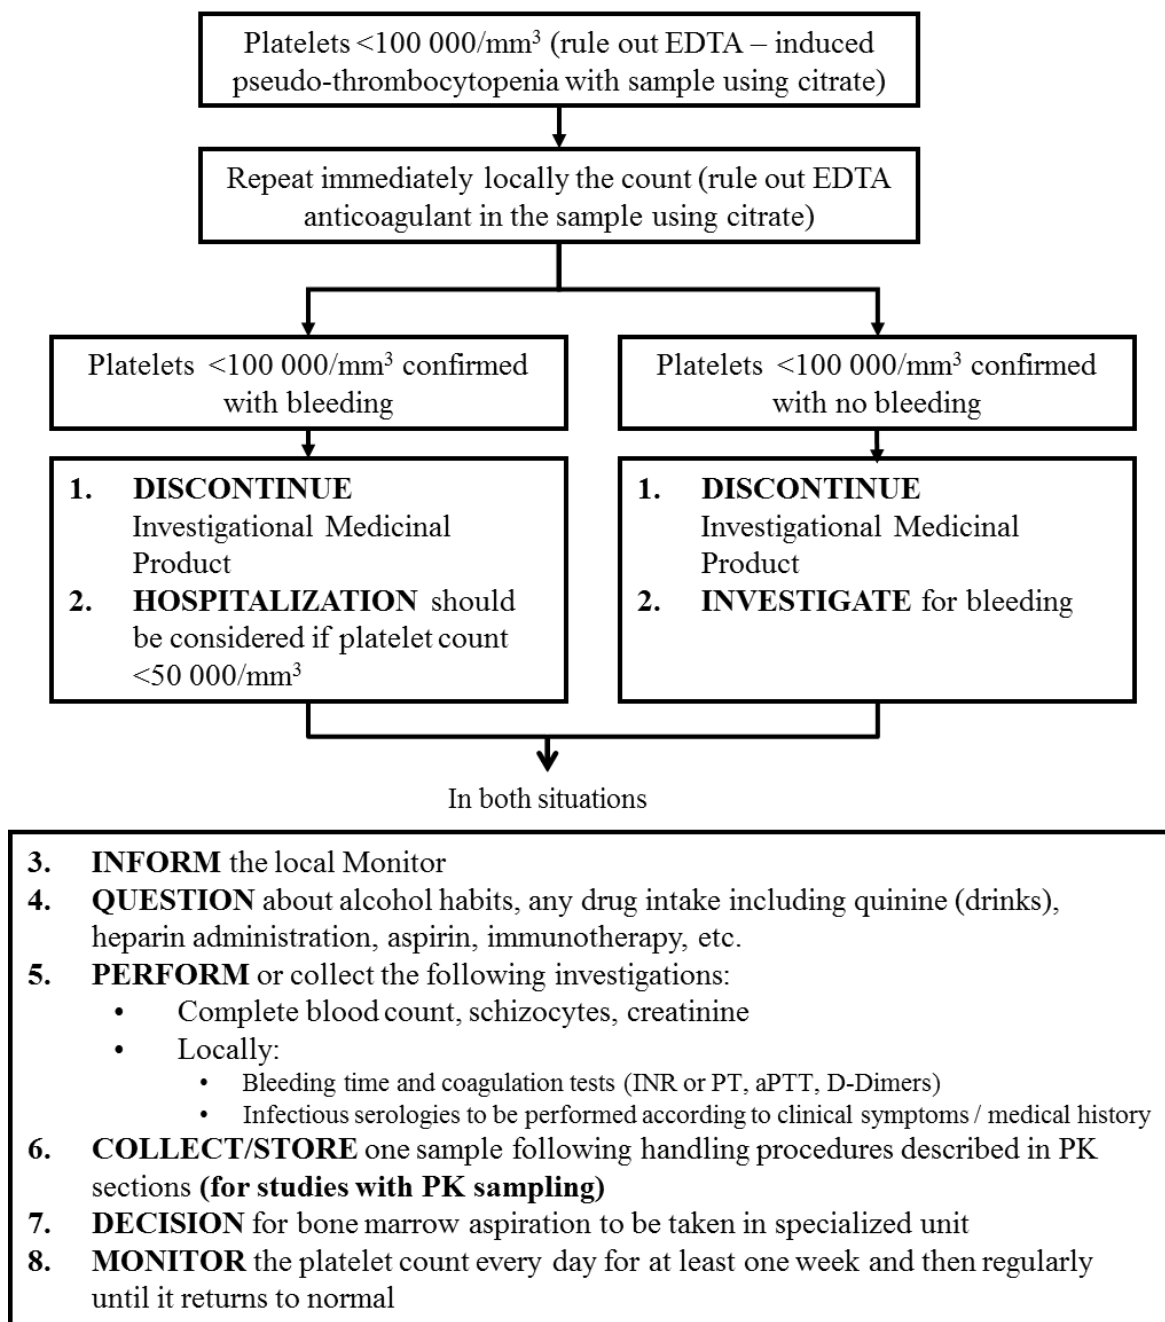 Platelets <100 000/mm³ (rule out EDTA – induced
pseudo-thrombocytopenia with sample using citrate)
Repeat immediately locally the count (rule out EDTA
anticoagulant in the sample using citrate)
Platelets <100 000/mm³ confirmed
with bleeding
Platelets <100 000/mm³ confirmed
with no bleeding
1. DISCONTINUE
Investigational Medicinal
Product
2. HOSPITALIZATION should
be considered if platelet count
<50 000/mm³
1. DISCONTINUE
Investigational Medicinal
Product
2. INVESTIGATE for bleeding
In both situations
3. INFORM the local Monitor
4. QUESTION about alcohol habits, any drug intake including quinine (drinks),
heparin administration, aspirin, immunotherapy, etc.
5. PERFORM or collect the following investigations:
• Complete blood count, schizocytes, creatinine
• Locally:
• Bleeding time and coagulation tests (INR or PT, aPTT, D-Dimers)
• Infectious serologies to be performed according to clinical symptoms / medical history
6. COLLECT/STORE one sample following handling procedures described in PK
sections (for studies with PK sampling)
7. DECISION for bone marrow aspiration to be taken in specialized unit
8. MONITOR the platelet count every day for at least one week and then regularly
until it returns to normal